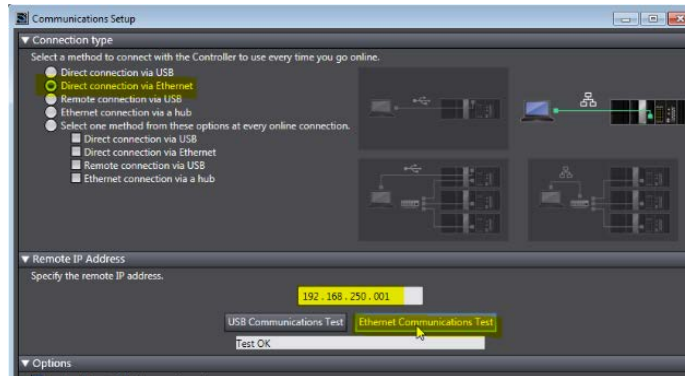 Communications Setup
Connection type
Select a method to connect with the Controller to use every time you go online.
Direct connection via USB
Direct connection via Ethernet
Remote connection via USB
Ethernet connection via a hub
Select one method from these options at every online connection.
Direct connection via USB
Direct connection via Ethernet
Remote connection via USB
Ethernet connection via a hub
Remote IP Address
Specify the remote IP address.
192 . 168 . 250 . 001
USB Communications Test Ethernet Communications Test
Test OK
Options